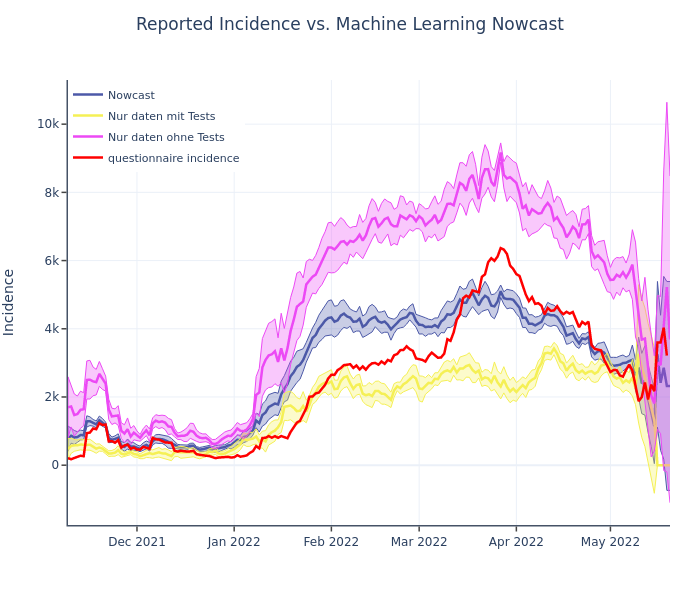 Reported Incidence vs. Machine Learning Nowcast
Nowcast
Nur daten mit Tests
Nur daten ohne Tests
questionnaire incidence
Incidence
10k
8k
6k
4k
2k
0
Dec 2021
Jan 2022
Feb 2022
Mar 2022
Apr 2022
May 2022